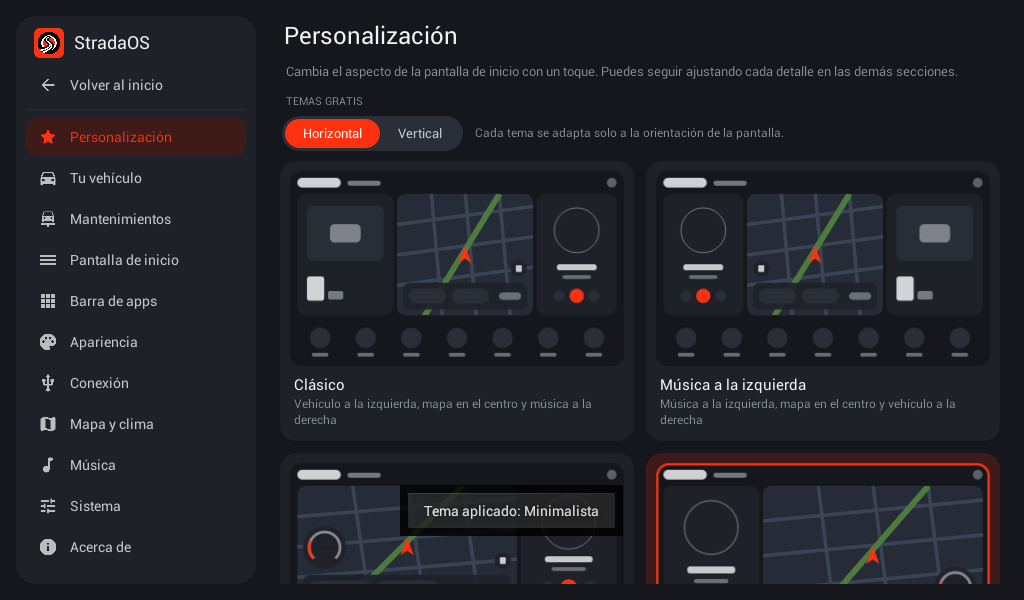 StradaOS
Volver al inicio
Personalización
Tu vehículo
Mantenimientos
Pantalla de inicio
Barra de apps
Apariencia
Conexión
Mapa y clima
Música
Sistema
Acerca de
Personalización
Cambia el aspecto de la pantalla de inicio con un toque. Puedes seguir ajustando cada detalle en las demás secciones.
TEMAS GRATIS
Horizontal
Vertical
Cada tema se adapta solo a la orientación de la pantalla.
Clásico
Vehículo a la izquierda, mapa en el centro y música a la
derecha
Música a la izquierda
Música a la izquierda, mapa en el centro y vehículo a la
derecha
Tema aplicado: Minimalista